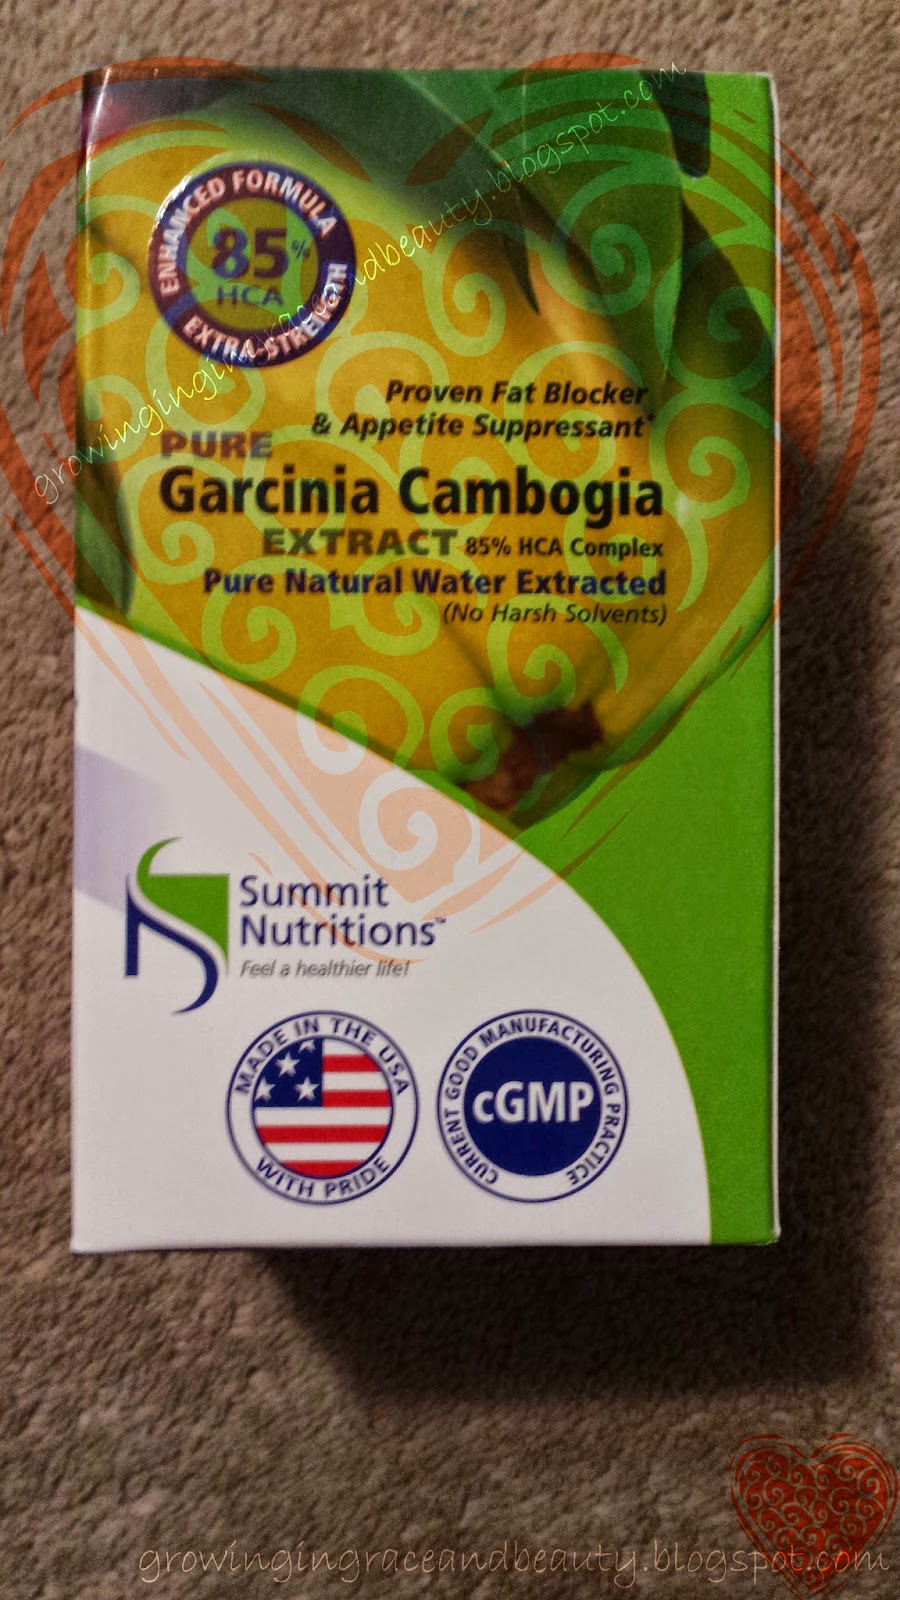 growingingraceandbeauty.blogspot.com
ENHANCED FORMULA
85%
HCA
EXTRA-STRENGTH
Proven Fat Blocker
& Appetite Suppressant*
PURE
Garcinia Cambogia
EXTRACT 85% HCA Complex
Pure Natural Water Extracted
(No Harsh Solvents)
Summit
Nutritions™
Feel a healthier life!
MADE IN THE USA
WITH PRIDE
CURRENT GOOD MANUFACTURING PRACTICE
cGMP
growingingraceandbeauty.blogspot.com